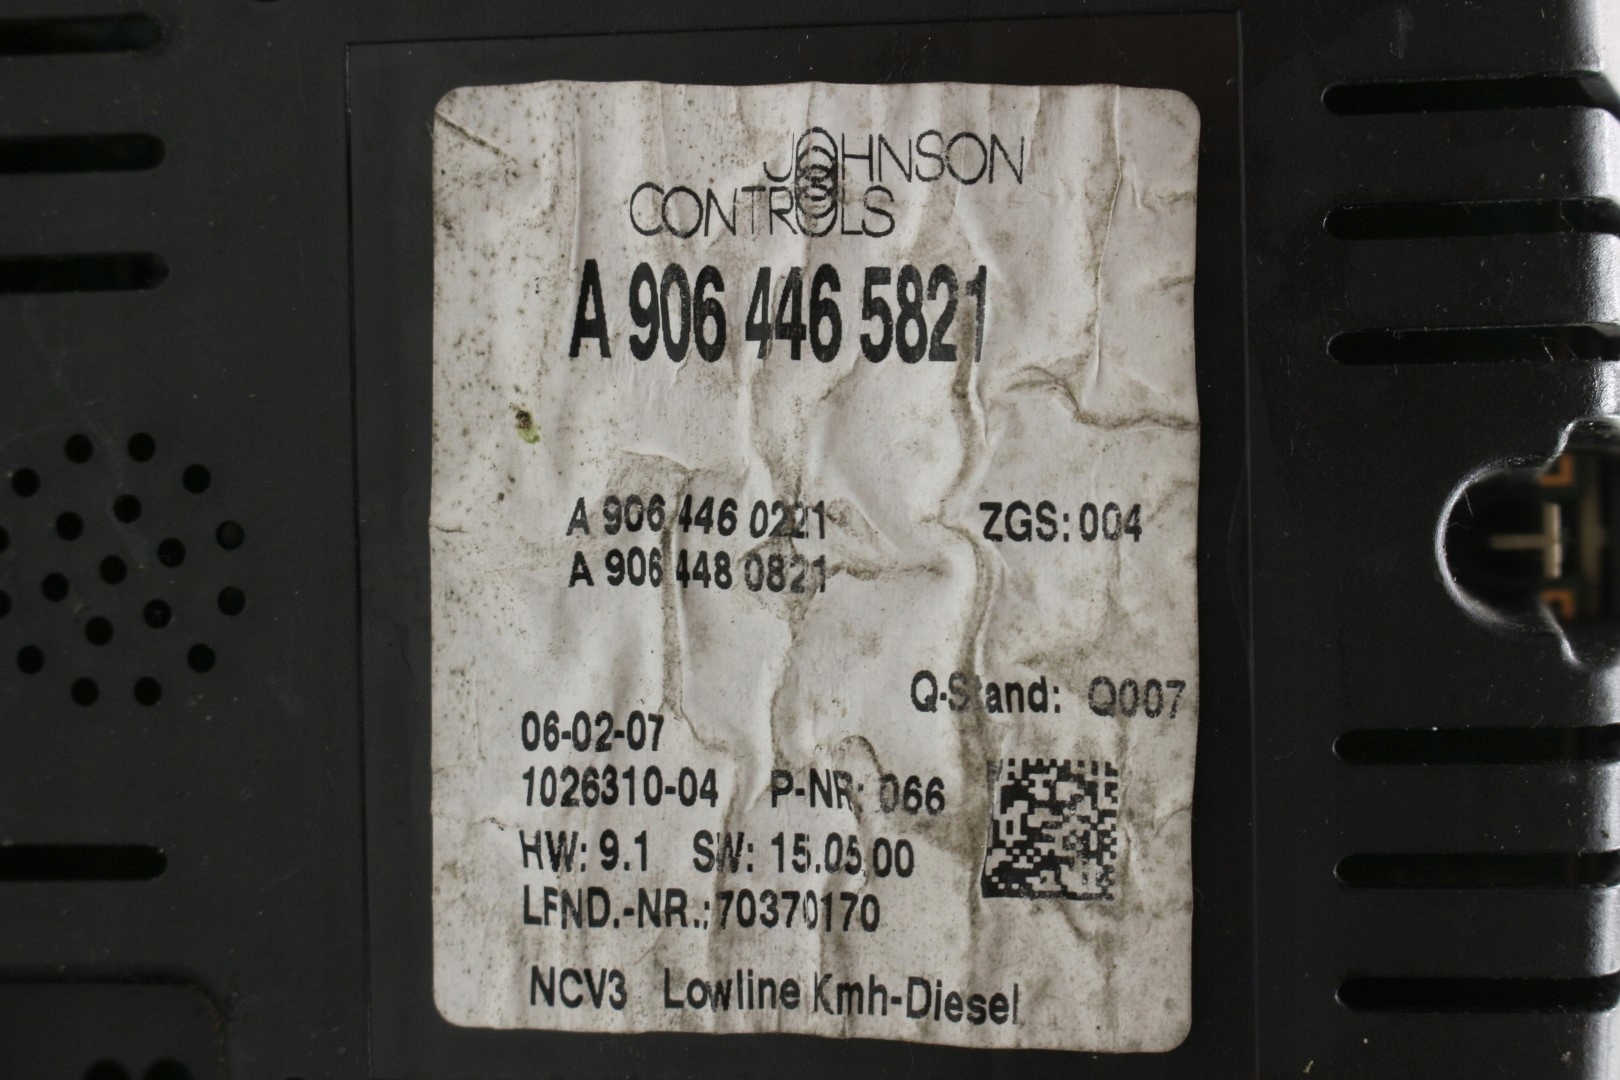 JOHNSON
CONTROLS
A 906 446 5821
A 906 446 0221 ZGS: 004
A 906 448 0821
Q-Stand: Q007
06-02-07
1026310-04 P-NR: 066
HW: 9.1 SW: 15.05.00
LFND.-NR.: 70370170
NCV3 Lowline Kmh-Diesel